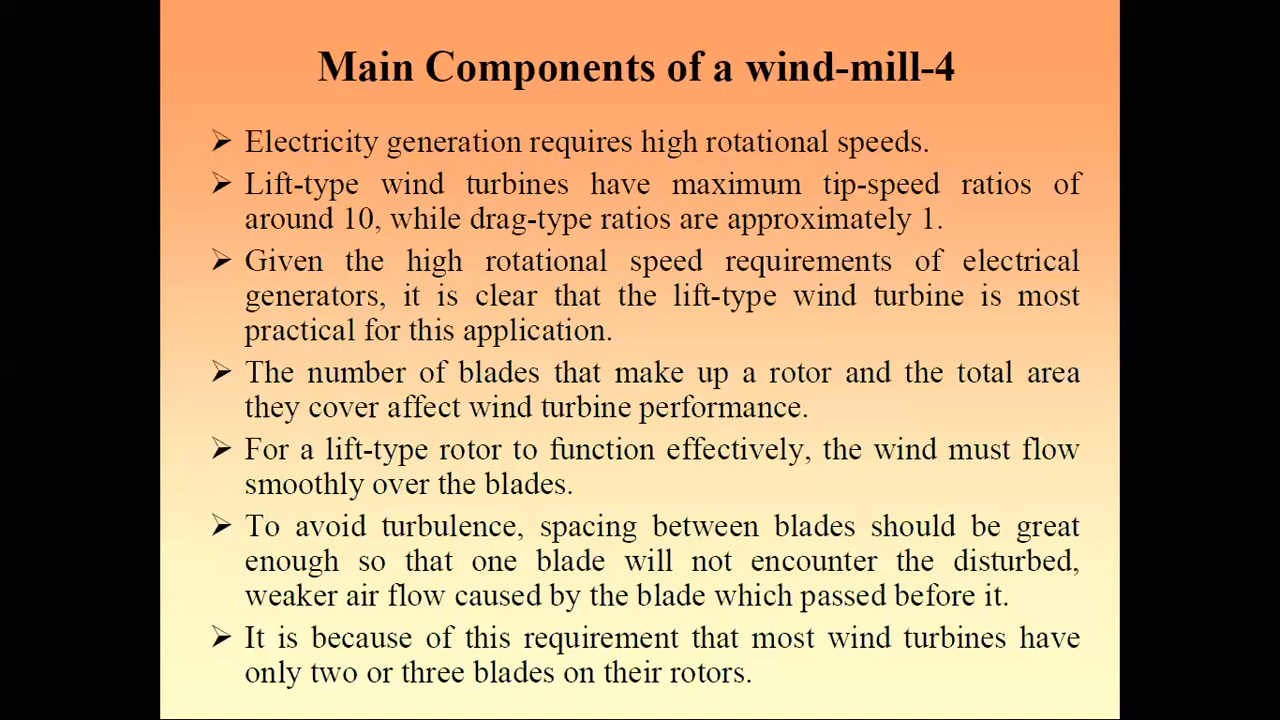 Main Components of a wind-mill-4
➢ Electricity generation requires high rotational speeds.
➢ Lift-type wind turbines have maximum tip-speed ratios of
around 10, while drag-type ratios are approximately 1.
➢ Given the high rotational speed requirements of electrical
generators, it is clear that the lift-type wind turbine is most
practical for this application.
➢ The number of blades that make up a rotor and the total area
they cover affect wind turbine performance.
➢ For a lift-type rotor to function effectively, the wind must flow
smoothly over the blades.
➢ To avoid turbulence, spacing between blades should be great
enough so that one blade will not encounter the disturbed,
weaker air flow caused by the blade which passed before it.
➢ It is because of this requirement that most wind turbines have
only two or three blades on their rotors.